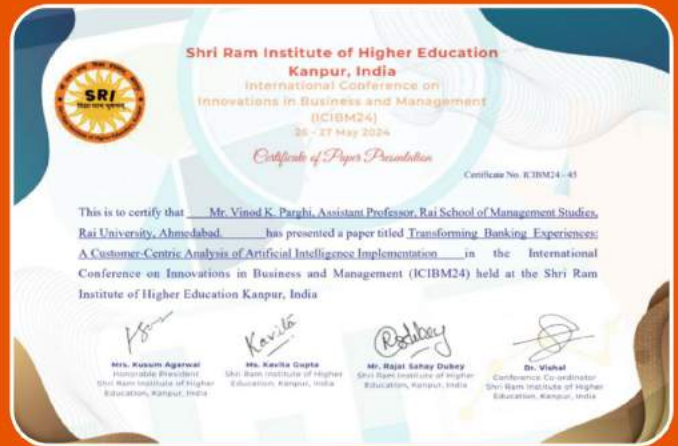 Shri Ram Institute of Higher Education
Kanpur, India
International Conference on
Innovations in Business and Management
(ICIBM24)
26 - 27 May 2024
Certificate of Paper Presentation
Certificate No. ICIBM24 - 45
SRI
This is to certify that Mr. Vinod K. Parghi, Assistant Professor, Rai School of Management Studies,
Rai University, Ahmedabad. has presented a paper titled Transforming Banking Experiences:
A Customer-Centric Analysis of Artificial Intelligence Implementation in the International
Conference on Innovations in Business and Management (ICIBM24) held at the Shri Ram
Institute of Higher Education Kanpur, India
Kavita
Mrs. Kusum Agarwal
Honorable President
Shri Ram Institute of Higher
Education, Kanpur, India
Ms. Kavita Gupta
Shri Ram Institute of Higher
Education, Kanpur, India
Mr. Rajat Sahay Dubey
Shri Ram Institute of Higher
Education, Kanpur, India
Dr. Vishal
Conference Co-ordinator
Shri Ram Institute of Higher
Education, Kanpur, India